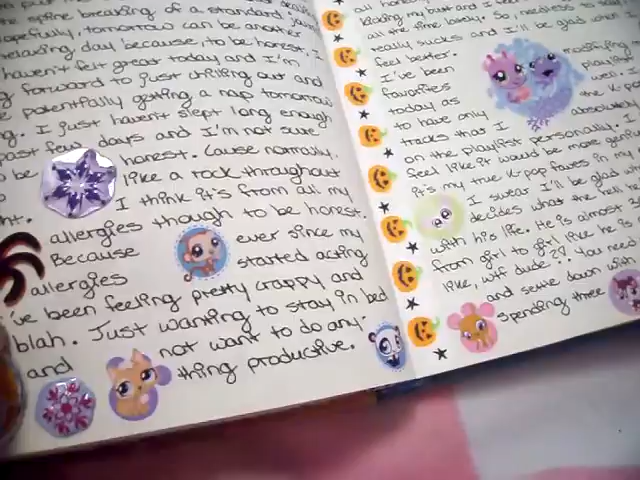 spine breaking of a standard
hopefully, tomorrow can be another
day because, to be honest.
haven't felt great today and I'm
forward to just chilling out and
potentially getting a nap tomorrow
I just haven't slept long enough
past few days and I'm not sure
be honest. Cause normally,
like a rock throughout
I think it's from all my
allergies though to be honest.
Because ever since my
allergies started acting
i've been feeling pretty crappy and
blah. Just wanting to stay in bed
and not want to do any-
thing productive.
all
my nose and I
all the time lately. So, needless to
really sucks and I'll be glad when
feel better.
I've been modifying
favorites playlist
today as
to have only the K-pop
tracks that I absolutely
on the playlist personally. I
feel like it would be more
it's my true K-pop faves in my
I swear I'll be glad
decides what the hell
with his life. He is almost
from girl to girl like he is
like, wtf dude?! You need
and settle down with
spending three